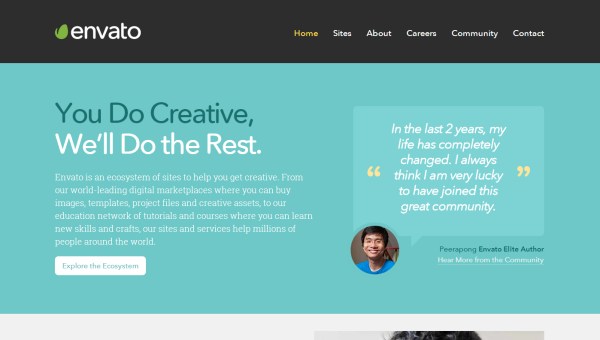 envato
Home Sites About Careers Community Contact
You Do Creative,
We'll Do the Rest.
Envato is an ecosystem of sites to help you get creative. From
our world-leading digital marketplaces where you can buy
images, templates, project files and creative assets, to our
education network of tutorials and courses where you can learn
new skills and crafts, our sites and services help millions of
people around the world.
Explore the Ecosystem
“ In the last 2 years, my
life has completely
changed. I always
think I am very lucky
to have joined this
great community. ”
Feerapong Envato Elite Author
Hear More from the Community